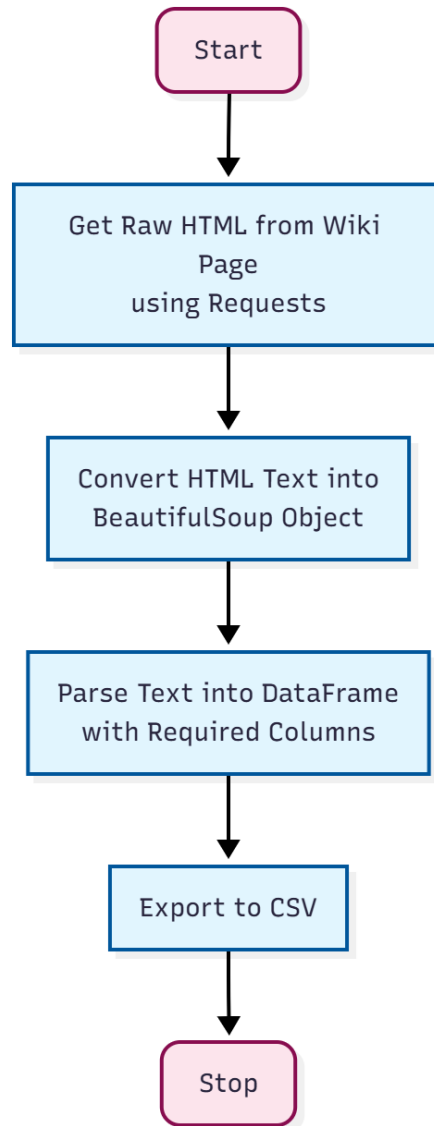 Start
Get Raw HTML from Wiki
Page
using Requests
Convert HTML Text into
BeautifulSoup Object
Parse Text into DataFrame
with Required Columns
Export to CSV
Stop